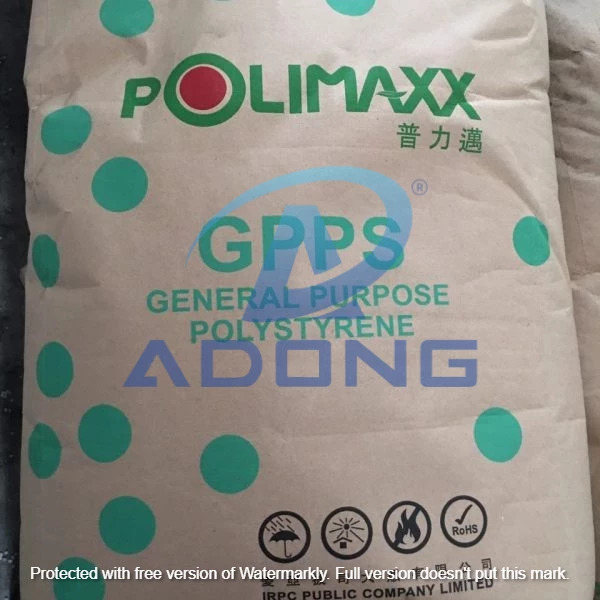 POLIMAXX
普力邁
®
GPPS
GENERAL PURPOSE
POLYSTYRENE
ADONG
RoHS
Protected with free version of Watermarkly. Full version doesn't put this mark.
IRPC PUBLIC COMPANY LIMITED